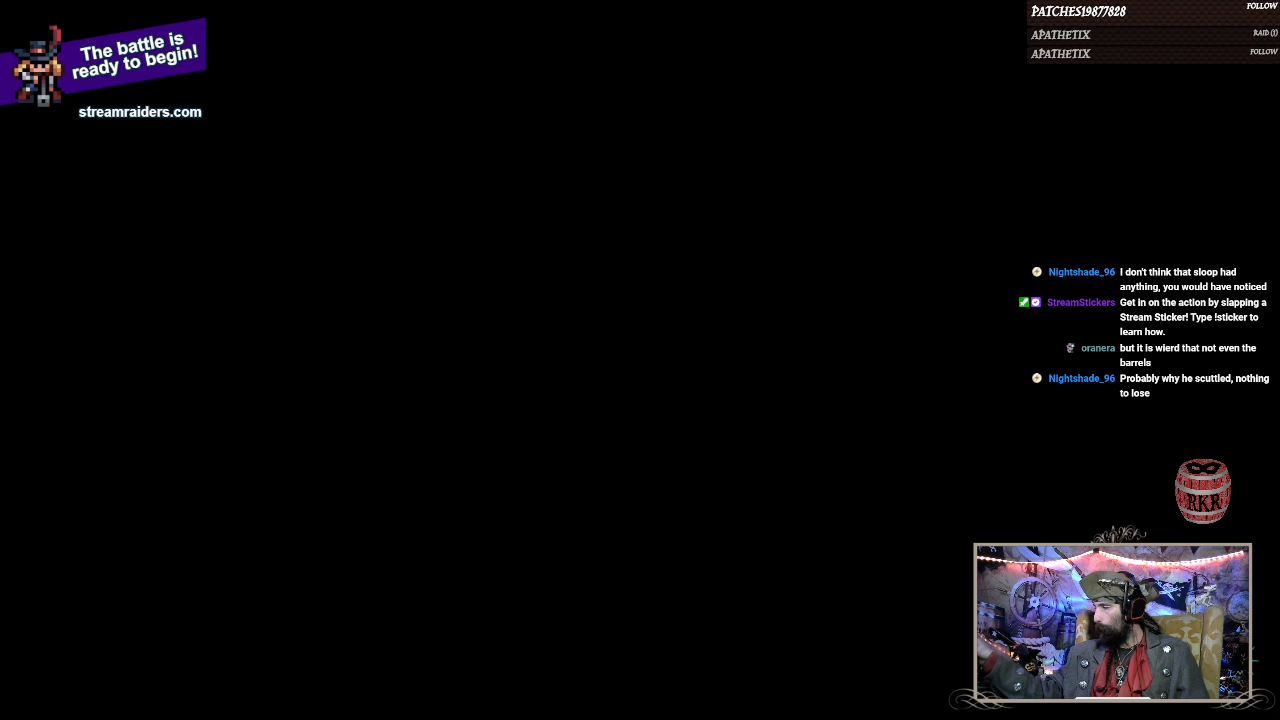 The battle is
ready to begin!
streamraiders.com
PATCHES19877828 FOLLOW
APATHETIX RAID (1)
APATHETIX FOLLOW
Nightshade_96 I don't think that sloop had
anything, you would have noticed
StreamStickers Get in on the action by slapping a
Stream Sticker! Type !sticker to
learn how.
oranera but it is wierd that not even the
barrels
Nightshade_96 Probably why he scuttled, nothing
to lose
RKR